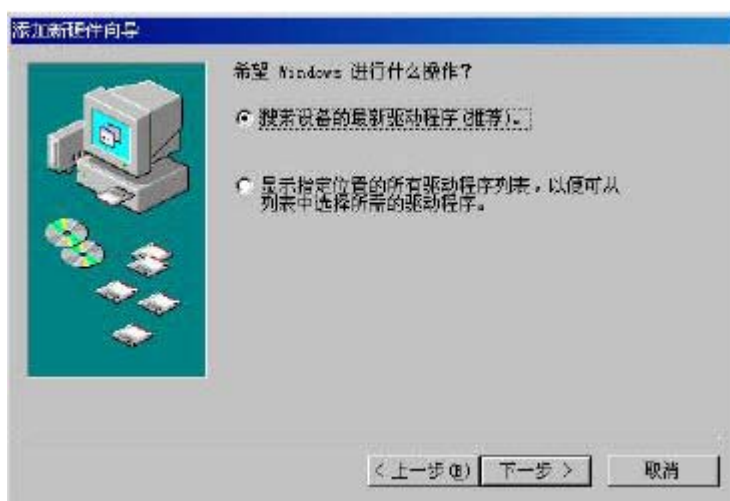 添加新硬件向导
希望 Windows 进行什么操作？
搜索设备的最新驱动程序(推荐)。
显示指定位置的所有驱动程序列表，以便可从
列表中选择所需的驱动程序。
< 上一步(B)
下一步 >
取消